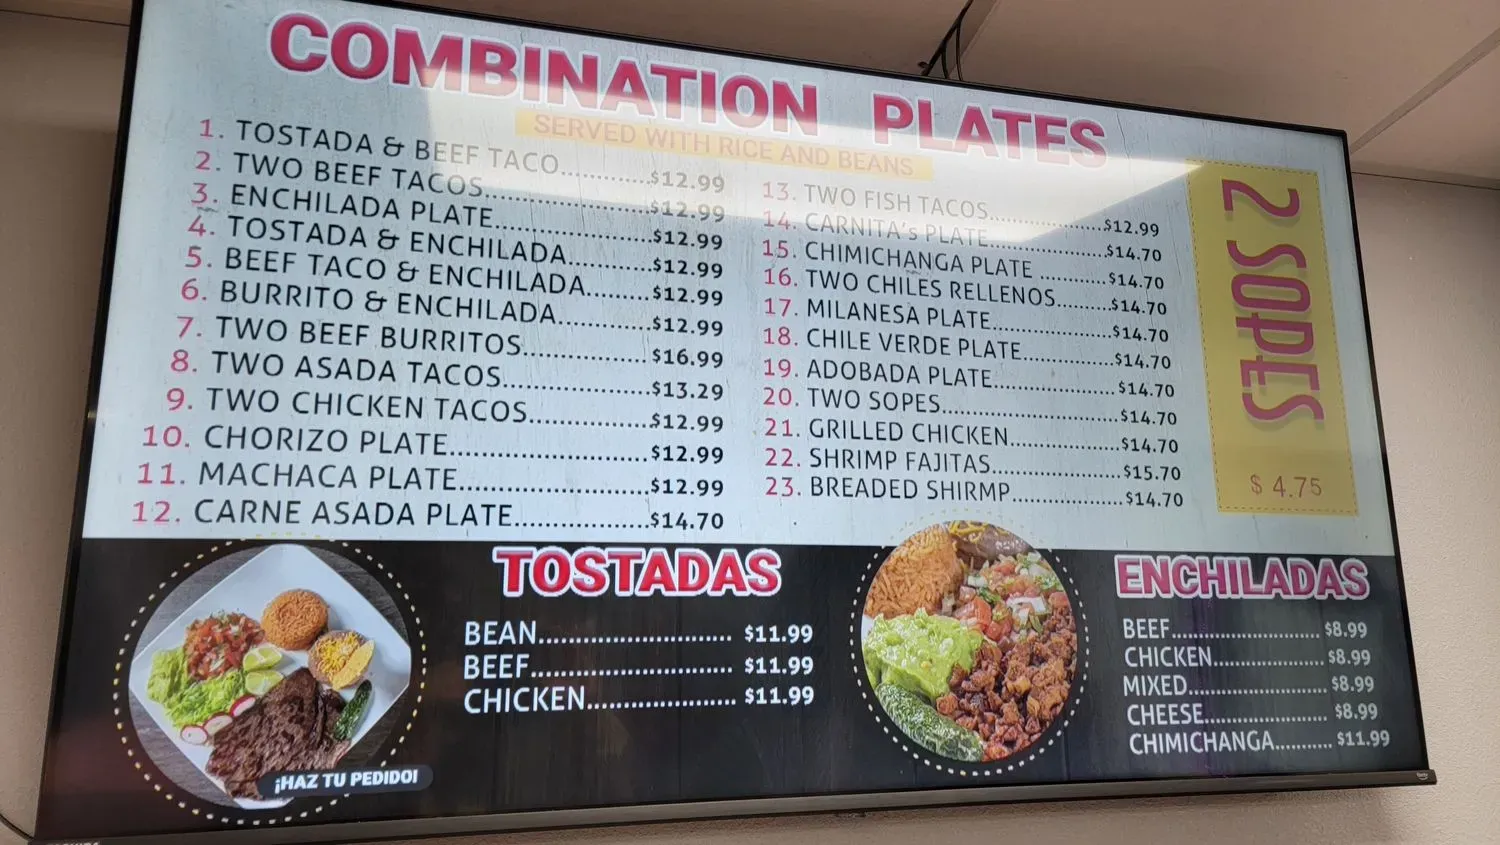 COMBINATION PLATES
SERVED WITH RICE AND BEANS
1. TOSTADA & BEEF TACO..............$12.99
2. TWO BEEF TACOS.........................$12.99
3. ENCHILADA PLATE.......................$12.99
4. TOSTADA & ENCHILADA............$12.99
5. BEEF TACO & ENCHILADA.........$12.99
6. BURRITO & ENCHILADA.............$12.99
7. TWO BEEF BURRITOS..................$16.99
8. TWO ASADA TACOS.....................$13.29
9. TWO CHICKEN TACOS.................$12.99
10. CHORIZO PLATE...........................$12.99
11. MACHACA PLATE.........................$12.99
12. CARNE ASADA PLATE.................$14.70
13. TWO FISH TACOS.....................$12.99
14. CARNITA's PLATE.....................$14.70
15. CHIMICHANGA PLATE ............$14.70
16. TWO CHILES RELLENOS.........$14.70
17. MILANESA PLATE....................$14.70
18. CHILE VERDE PLATE...............$14.70
19. ADOBADA PLATE.....................$14.70
20. TWO SOPES..............................$14.70
21. GRILLED CHICKEN...................$14.70
22. SHRIMP FAJITAS......................$15.70
23. BREADED SHIRMP...................$14.70
2 SOPES
$ 4.75
¡HAZ TU PEDIDO!
TOSTADAS
BEAN............................... $11.99
BEEF................................ $11.99
CHICKEN....................... $11.99
ENCHILADAS
BEEF.............................. $8.99
CHICKEN...................... $8.99
MIXED........................... $8.99
CHEESE........................ $8.99
CHIMICHANGA........... $11.99